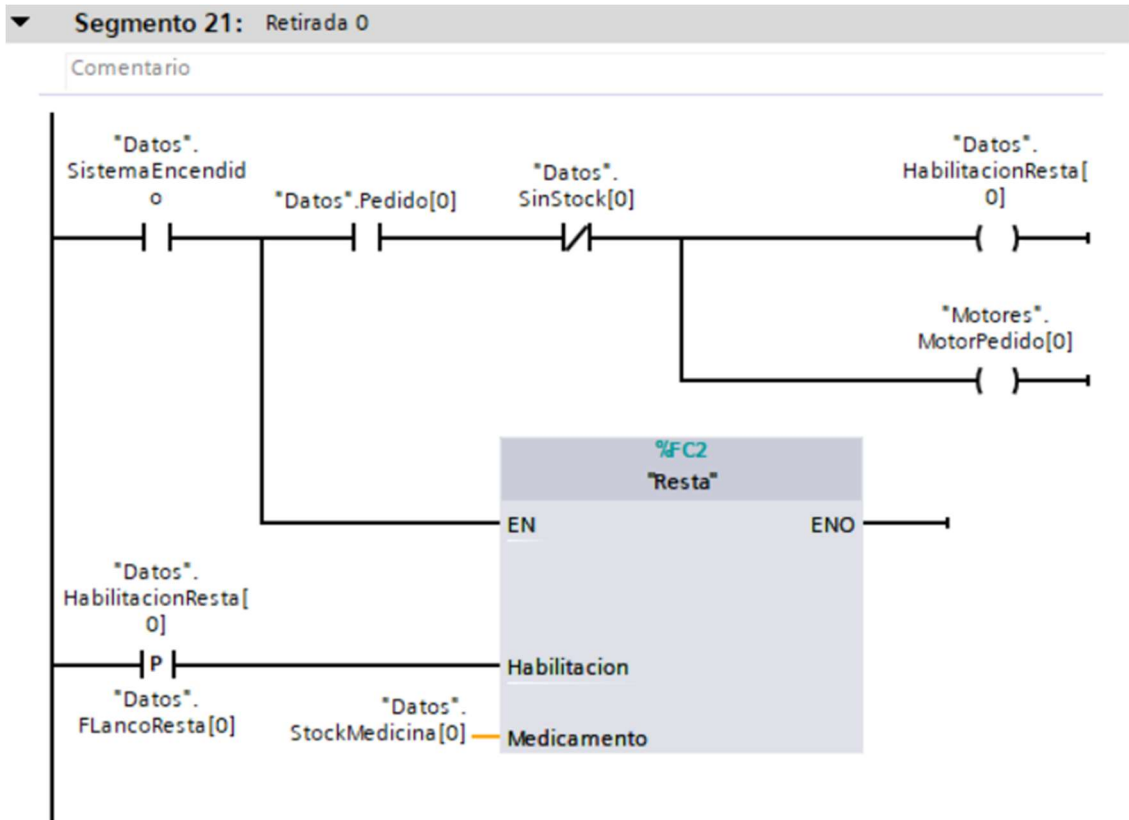 Segmento 21: Retirada 0
Comentario
"Datos".
SistemaEncendid
o
"Datos".Pedido[0]
"Datos".
SinStock[0]
"Datos".
HabilitacionResta[
0]
"Motores".
MotorPedido[0]
%FC2
"Resta"
EN
ENO
"Datos".
HabilitacionResta[
0]
P
"Datos".
FLancoResta[0]
Habilitacion
"Datos".
StockMedicina[0]
Medicamento